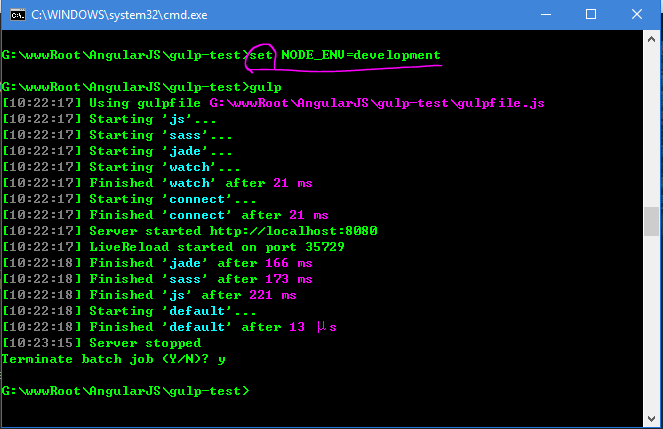 C:\WINDOWS\system32\cmd.exe
G:\wwwRoot\AngularJS\gulp-test>set NODE_ENV=development
G:\wwwRoot\AngularJS\gulp-test>gulp
[10:22:17] Using gulpfile G:\wwwRoot\AngularJS\gulp-test\gulpfile.js
[10:22:17] Starting 'js'...
[10:22:17] Starting 'sass'...
[10:22:17] Starting 'jade'...
[10:22:17] Starting 'watch'...
[10:22:17] Finished 'watch' after 21 ms
[10:22:17] Starting 'connect'...
[10:22:17] Finished 'connect' after 21 ms
[10:22:17] Server started http://localhost:8080
[10:22:17] LiveReload started on port 35729
[10:22:18] Finished 'jade' after 166 ms
[10:22:18] Finished 'sass' after 173 ms
[10:22:18] Finished 'js' after 221 ms
[10:22:18] Starting 'default'...
[10:22:18] Finished 'default' after 13 μs
[10:23:15] Server stopped
Terminate batch job (Y/N)? y
G:\wwwRoot\AngularJS\gulp-test>